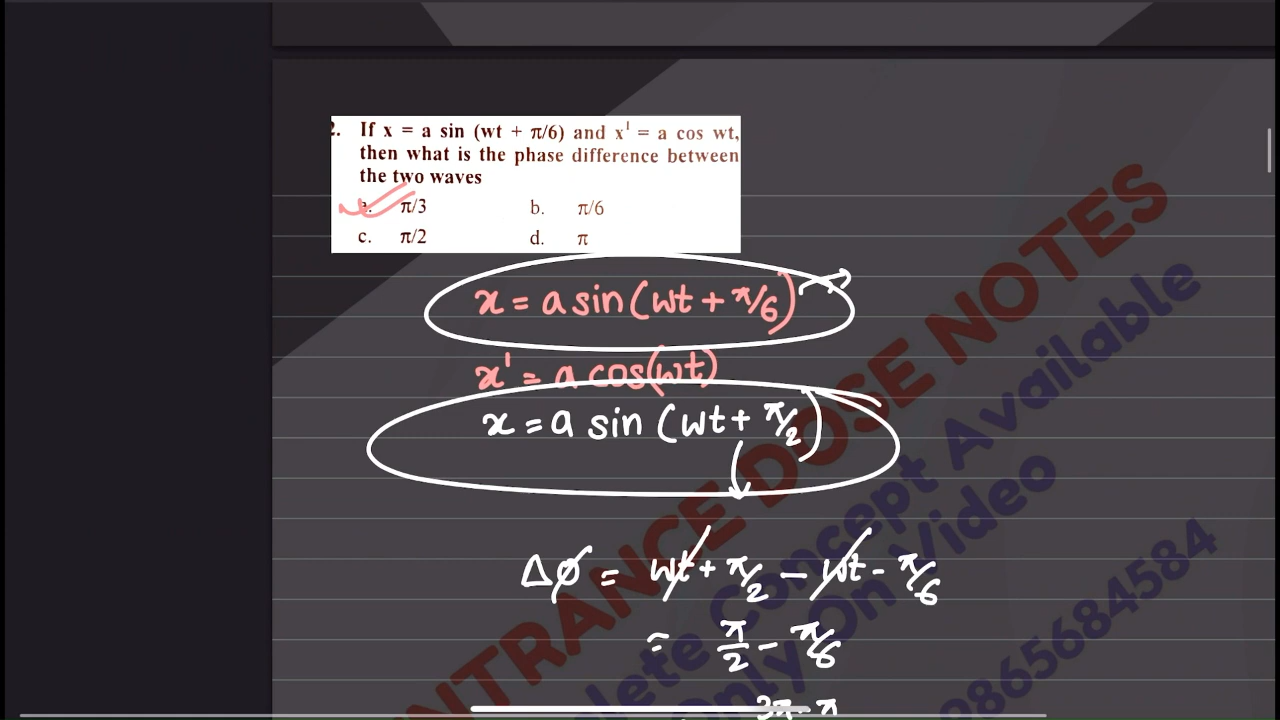 2. If x = a sin (wt + π/6) and x' = a cos wt,
then what is the phase difference between
the two waves
a. π/3 b. π/6
c. π/2 d. π
x = a sin (wt + π/6)
x' = a cos(wt)
x = a sin (wt + π/2)
Δφ = wt + π/2 - wt - π/6
= π/2 - π/6
3π - π
ENTRANCE DOSE NOTES
Complete Concept Available
Only On Video
9865684584